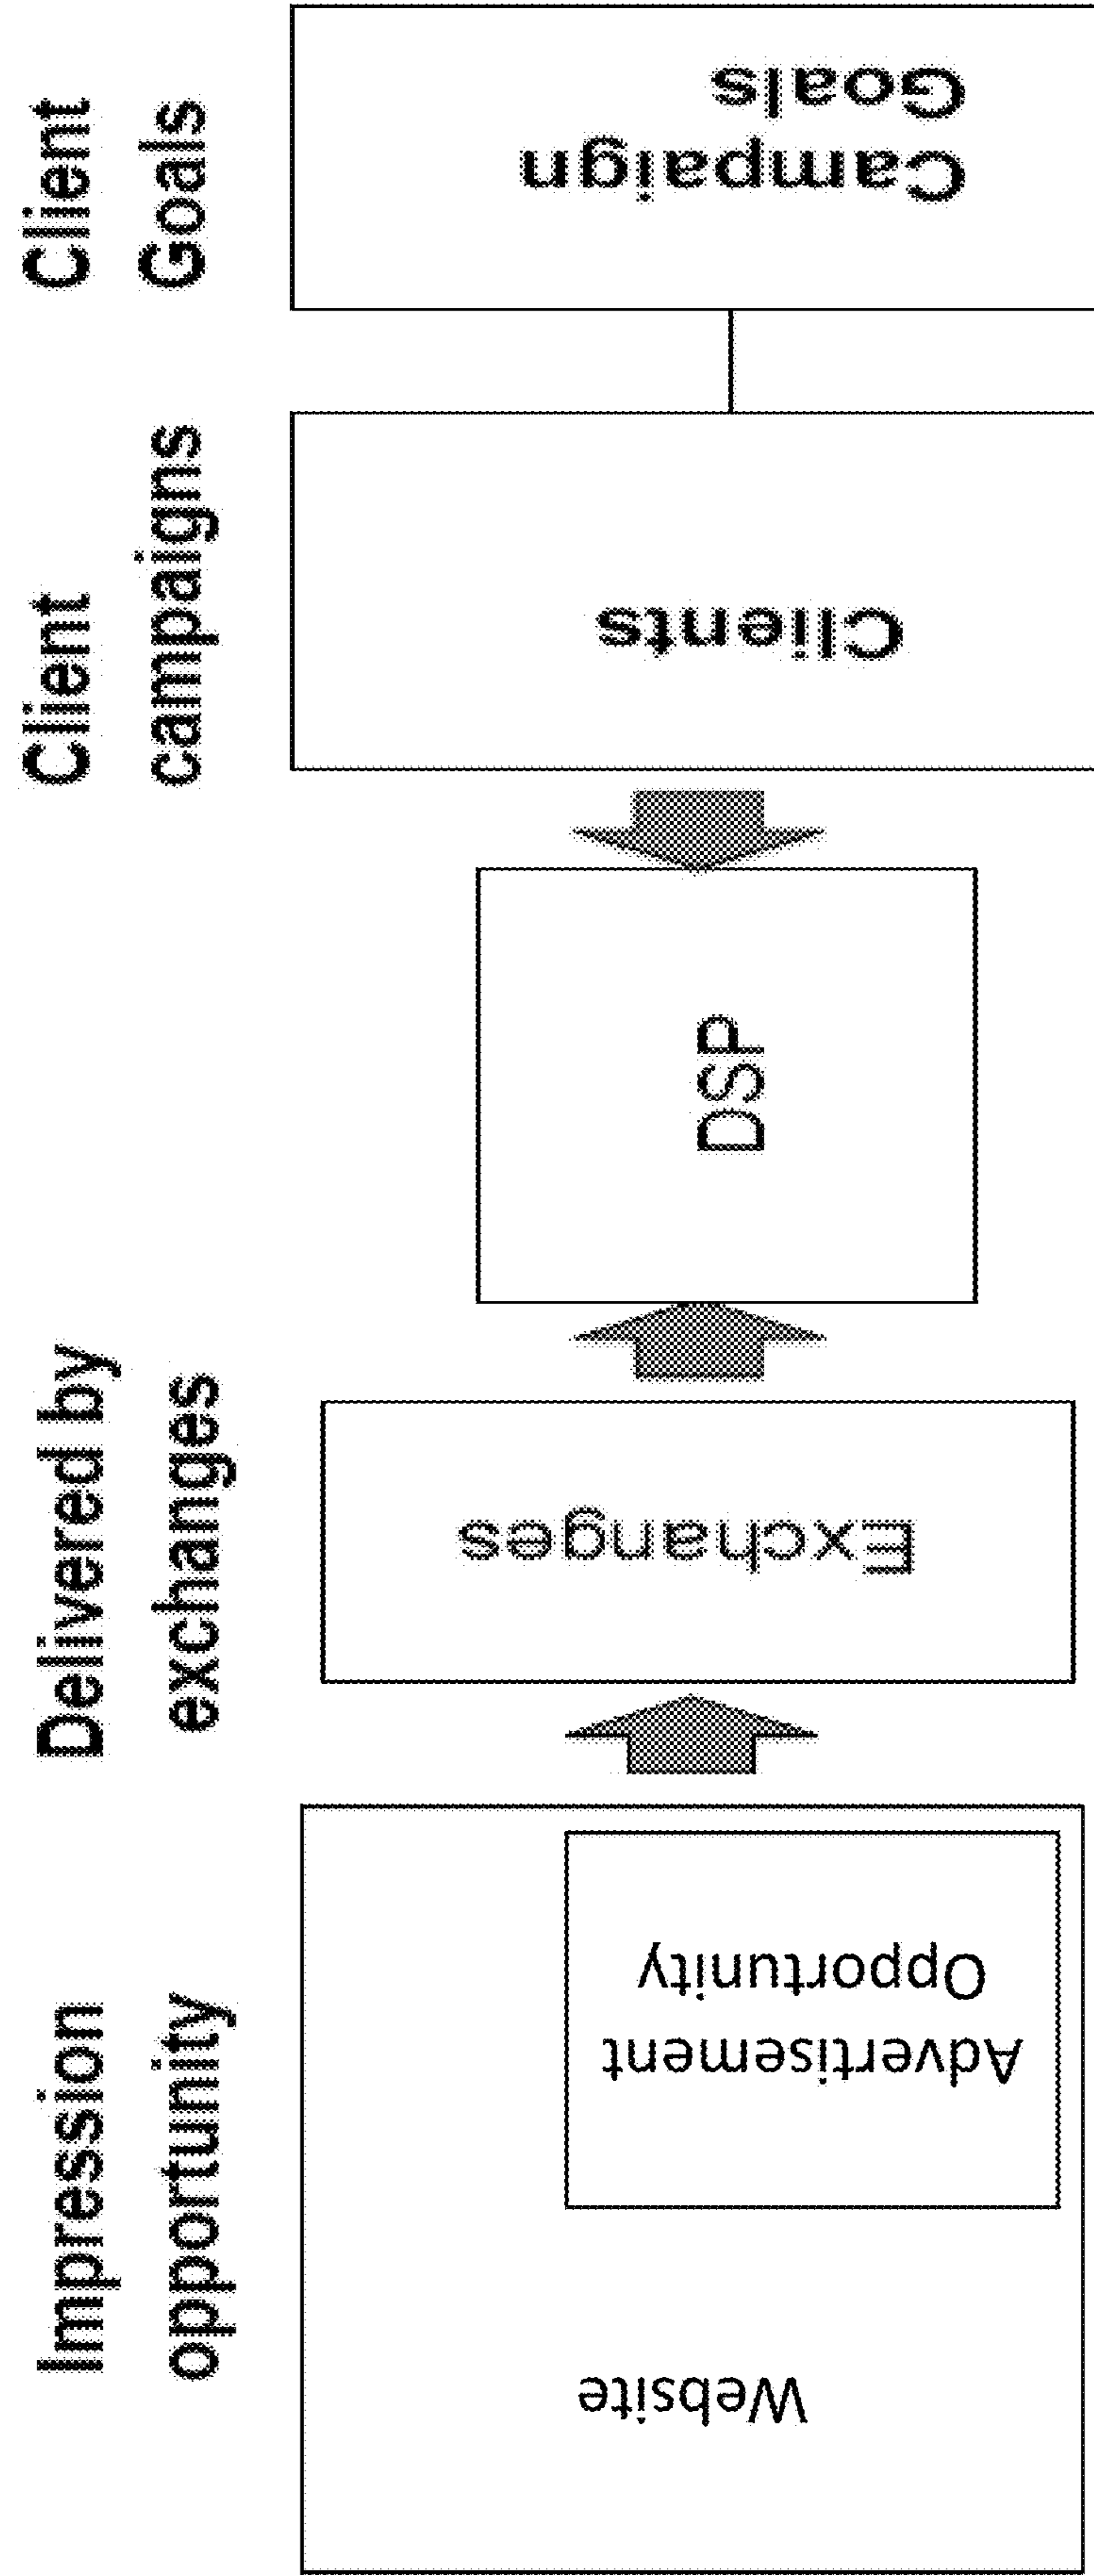 Impression
opportunity
Delivered by
exchanges
Client
campaigns
Client
Goals
Website
Advertisement
Opportunity
Exchanges
DSP
Clients
Campaign
Goals